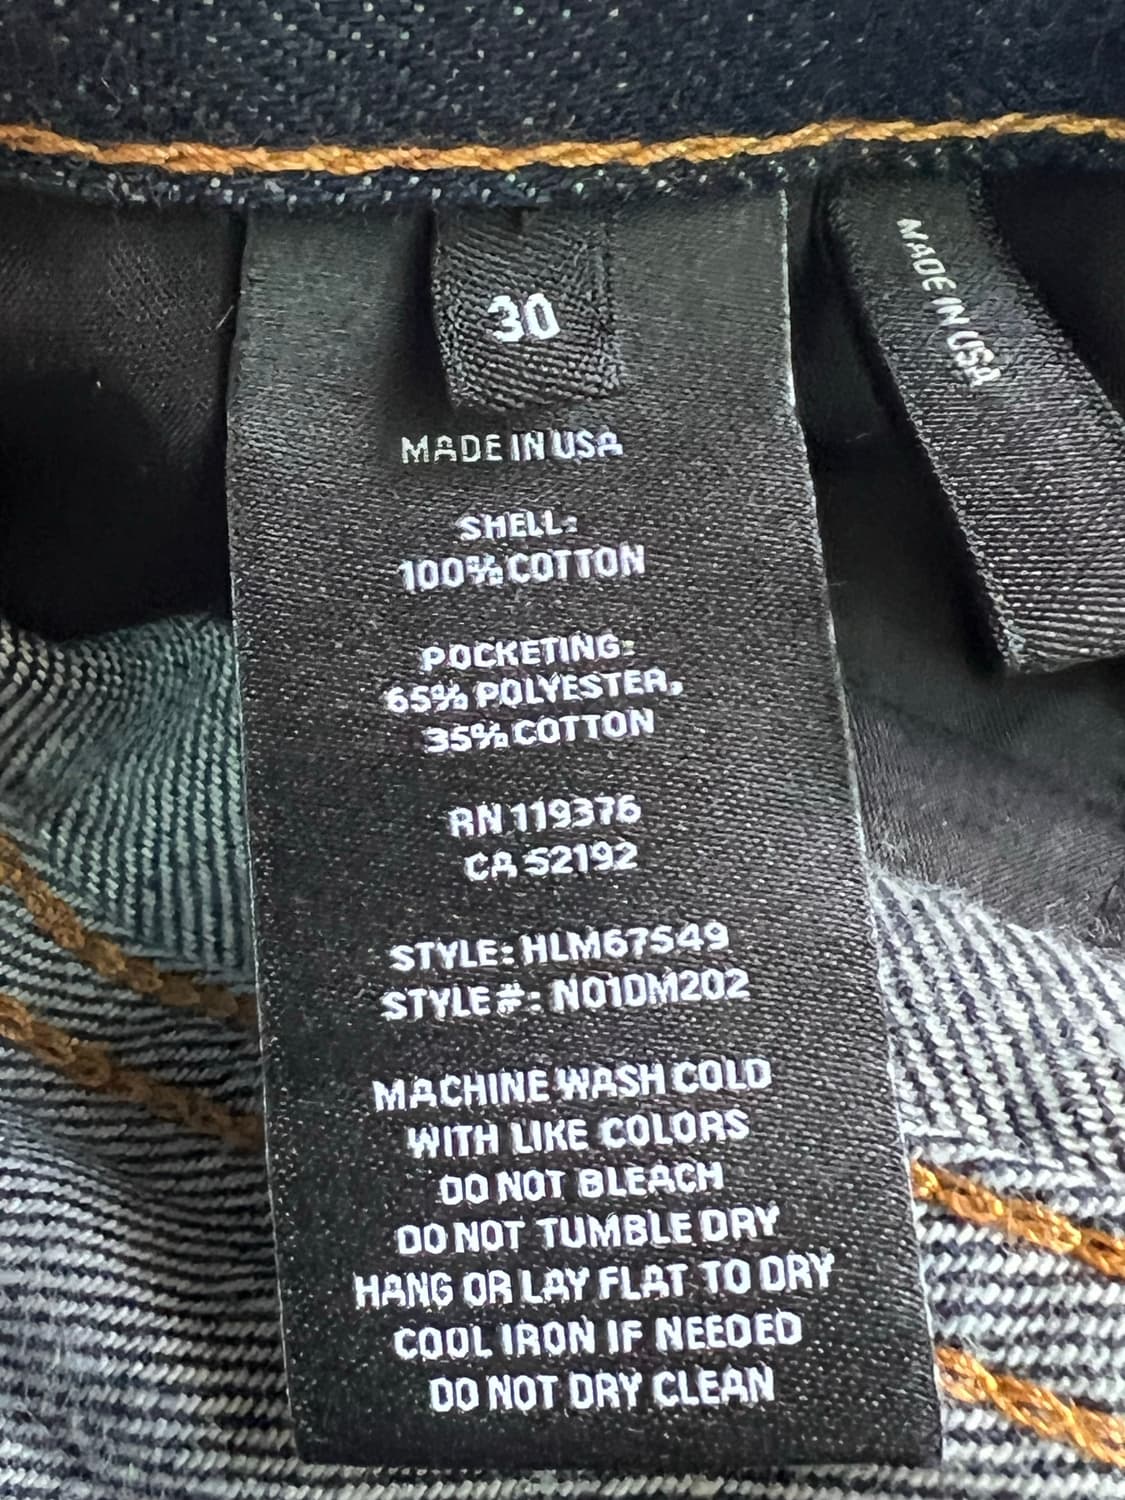 30
MADE IN USA
SHELL:
100% COTTON
POCKETING:
65% POLYESTER,
35% COTTON
RN 119376
CA 52192
STYLE: HLM67549
STYLE #: NO1DM202
MACHINE WASH COLD
WITH LIKE COLORS
DO NOT BLEACH
DO NOT TUMBLE DRY
HANG OR LAY FLAT TO DRY
COOL IRON IF NEEDED
DO NOT DRY CLEAN
MADE IN USA